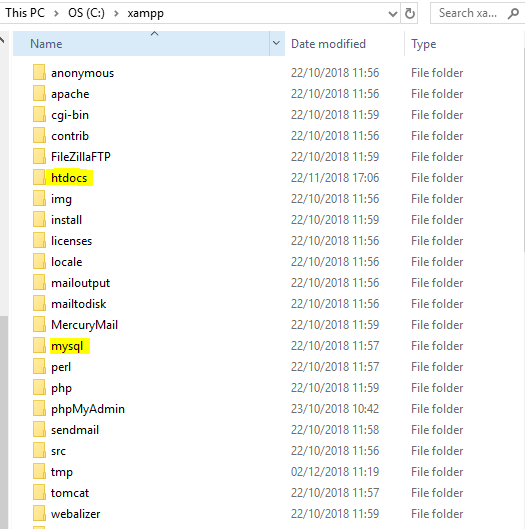 This PC > OS (C:) > xampp
Search xa...
Name Date modified Type
anonymous 22/10/2018 11:56 File folder
apache 22/10/2018 11:56 File folder
cgi-bin 22/10/2018 11:59 File folder
contrib 22/10/2018 11:56 File folder
FileZillaFTP 22/10/2018 11:59 File folder
htdocs 22/11/2018 17:06 File folder
img 22/10/2018 11:56 File folder
install 22/10/2018 11:59 File folder
licenses 22/10/2018 11:56 File folder
locale 22/10/2018 11:56 File folder
mailoutput 22/10/2018 11:56 File folder
mailtodisk 22/10/2018 11:56 File folder
MercuryMail 22/10/2018 11:59 File folder
mysql 22/10/2018 11:57 File folder
perl 22/10/2018 11:57 File folder
php 22/10/2018 11:59 File folder
phpMyAdmin 23/10/2018 10:42 File folder
sendmail 22/10/2018 11:58 File folder
src 22/10/2018 11:56 File folder
tmp 02/12/2018 11:19 File folder
tomcat 22/10/2018 11:57 File folder
webalizer 22/10/2018 11:59 File folder